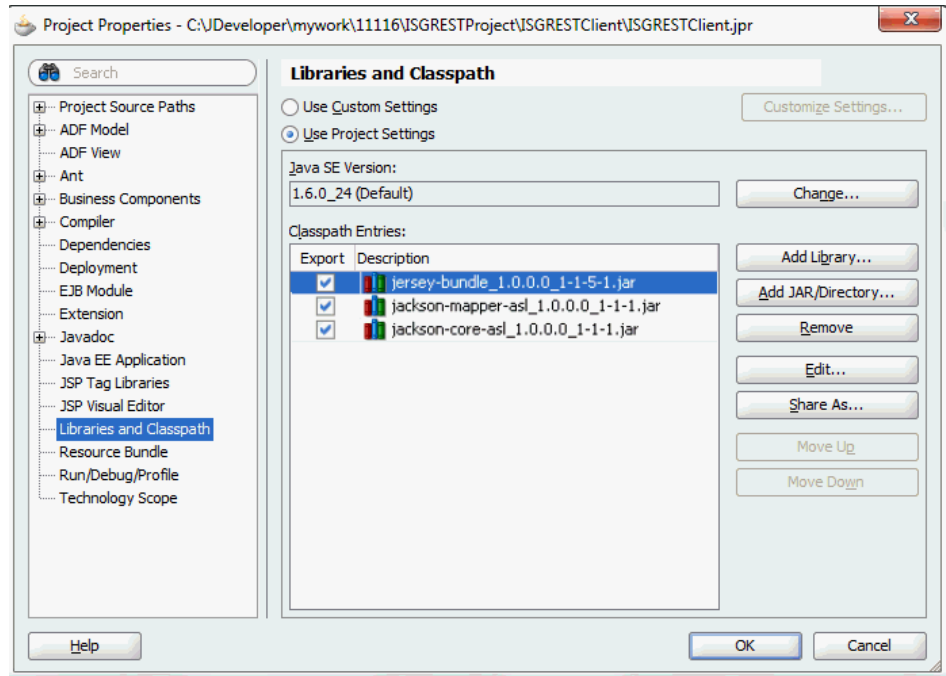 Project Properties - C:\JDeveloper\mywork\11116\ISGRESTProject\ISGRESTClient\ISGRESTClient.jpr
Search
Project Source Paths
ADF Model
ADF View
Ant
Business Components
Compiler
Dependencies
Deployment
EJB Module
Extension
Javadoc
Java EE Application
JSP Tag Libraries
JSP Visual Editor
Libraries and Classpath
Resource Bundle
Run/Debug/Profile
Technology Scope
Libraries and Classpath
Use Custom Settings
Customize Settings...
Use Project Settings
Java SE Version:
1.6.0_24 (Default)
Change...
Classpath Entries:
Export Description
jersey-bundle_1.0.0.0_1-1-5-1.jar
jackson-mapper-asl_1.0.0.0_1-1-1.jar
jackson-core-asl_1.0.0.0_1-1-1.jar
Add Library...
Add JAR/Directory...
Remove
Edit...
Share As...
Move Up
Move Down
Help
OK
Cancel